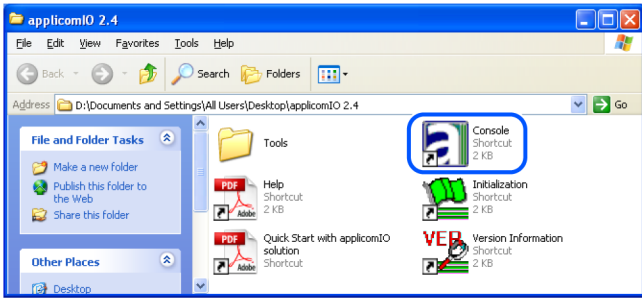 applicomIO 2.4
File Edit View Favorites Tools Help
Back Search Folders
Address D:\Documents and Settings\All Users\Desktop\applicomIO 2.4 Go
File and Folder Tasks
Make a new folder
Publish this folder to
the Web
Share this folder
Other Places
Desktop
Tools
a Console
Shortcut
2 KB
PDF Adobe Help
Shortcut
2 KB
Initialization
Shortcut
2 KB
PDF Adobe Quick Start with applicomIO
solution
Shortcut
VER Version Information
Shortcut
2 KB